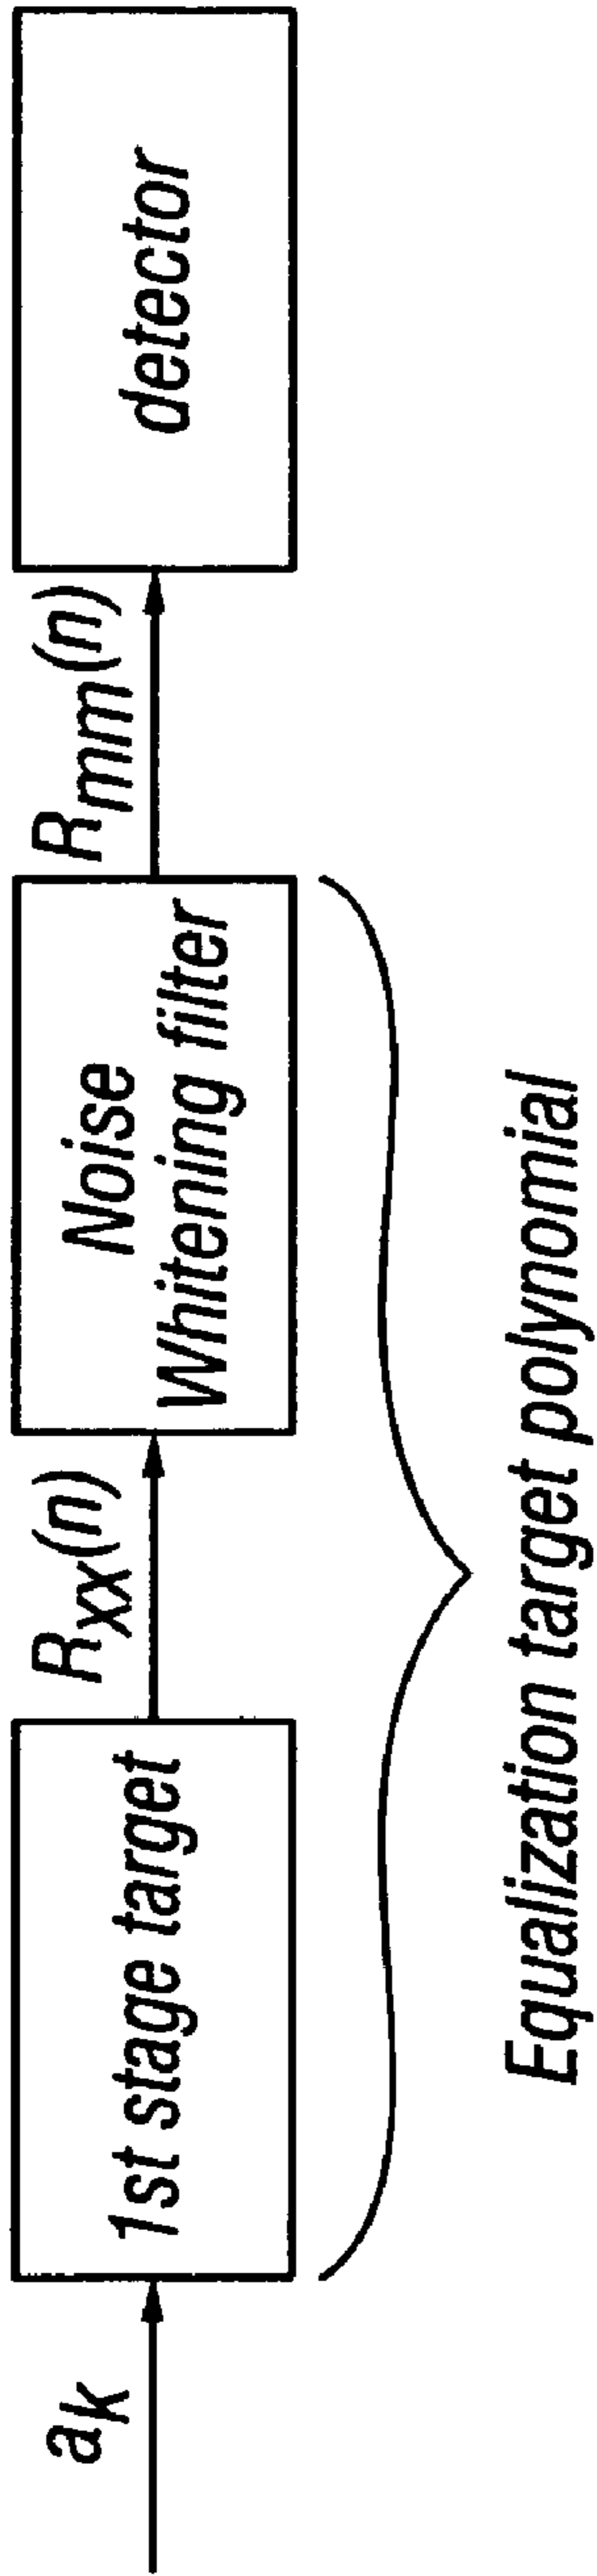 a_k
1st stage target
R_xx(n)
Noise
Whitening filter
R_mm(n)
detector
Equalization target polynomial